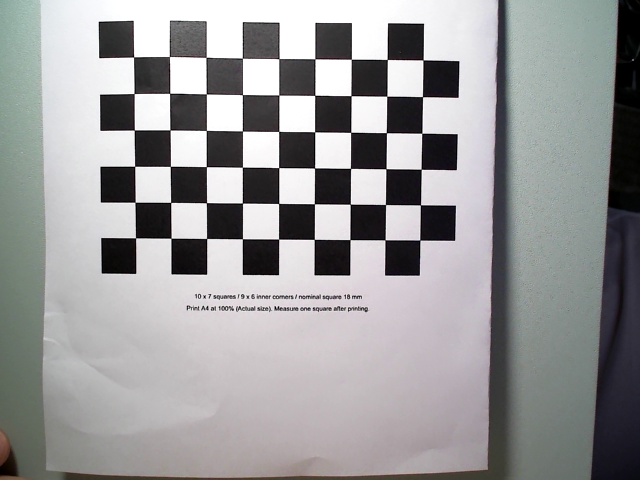 10 x 7 squares / 9 x 6 inner corners / nominal square 18 mm
Print A4 at 100% (Actual size). Measure one square after printing.